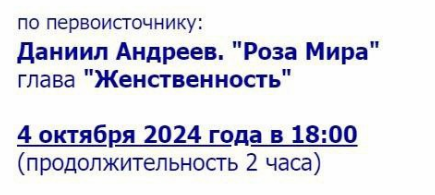 по первоисточнику:
Даниил Андреев. "Роза Мира"
глава "Женственность"
4 октября 2024 года в 18:00
(продолжительность 2 часа)